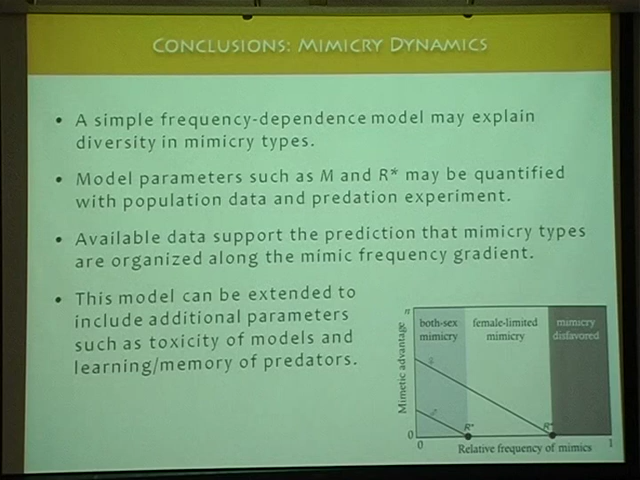 CONCLUSIONS: MIMICRY DYNAMICS
• A simple frequency-dependence model may explain
diversity in mimicry types.
• Model parameters such as M and R* may be quantified
with population data and predation experiment.
• Available data support the prediction that mimicry types
are organized along the mimic frequency gradient.
• This model can be extended to
include additional parameters
such as toxicity of models and
learning/memory of predators.
both-sex
mimicry
female-limited
mimicry
mimicry
disfavored
Mimetic advantage
R*
R*
0
0
1
Relative frequency of mimics